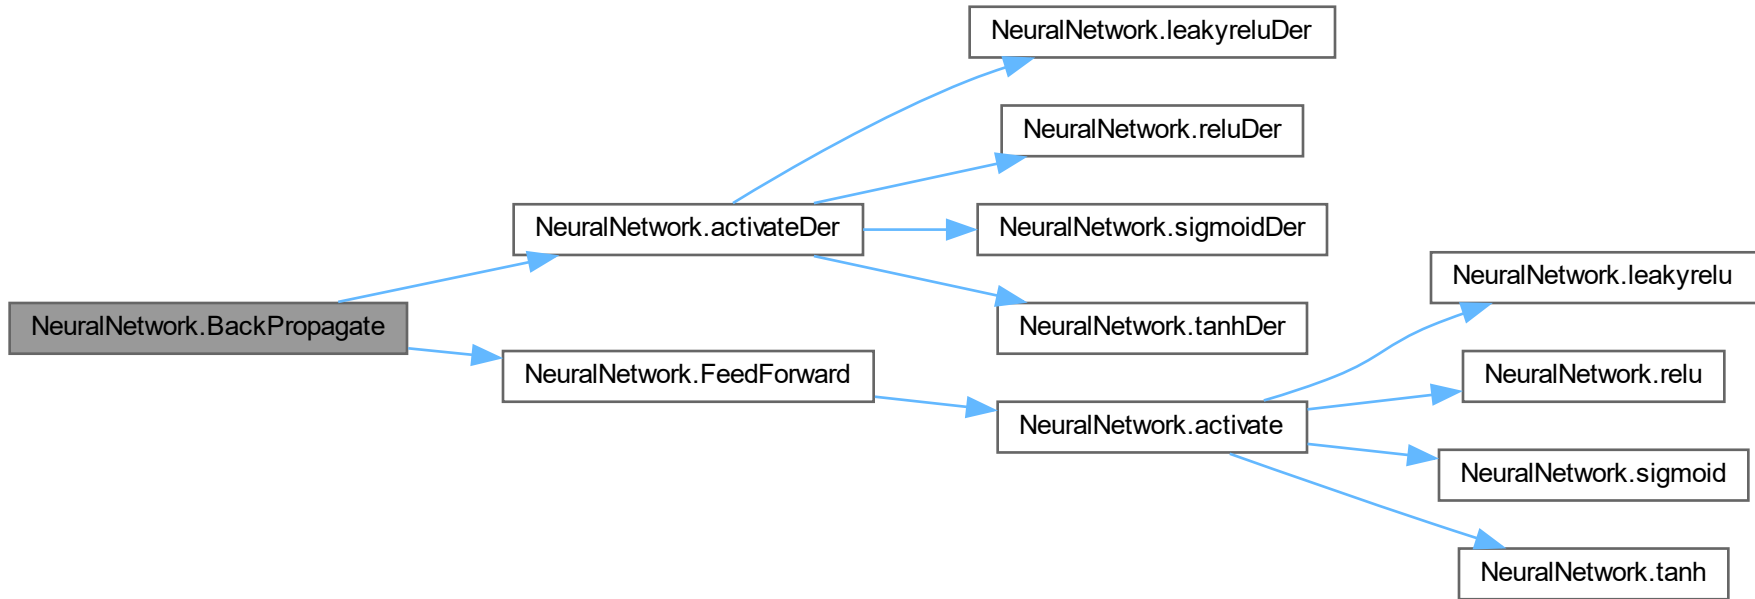 NeuralNetwork.leakyreluDer
NeuralNetwork.reluDer
NeuralNetwork.activateDer
NeuralNetwork.sigmoidDer
NeuralNetwork.leakyrelu
NeuralNetwork.BackPropagate
NeuralNetwork.tanhDer
NeuralNetwork.FeedForward
NeuralNetwork.relu
NeuralNetwork.activate
NeuralNetwork.sigmoid
NeuralNetwork.tanh